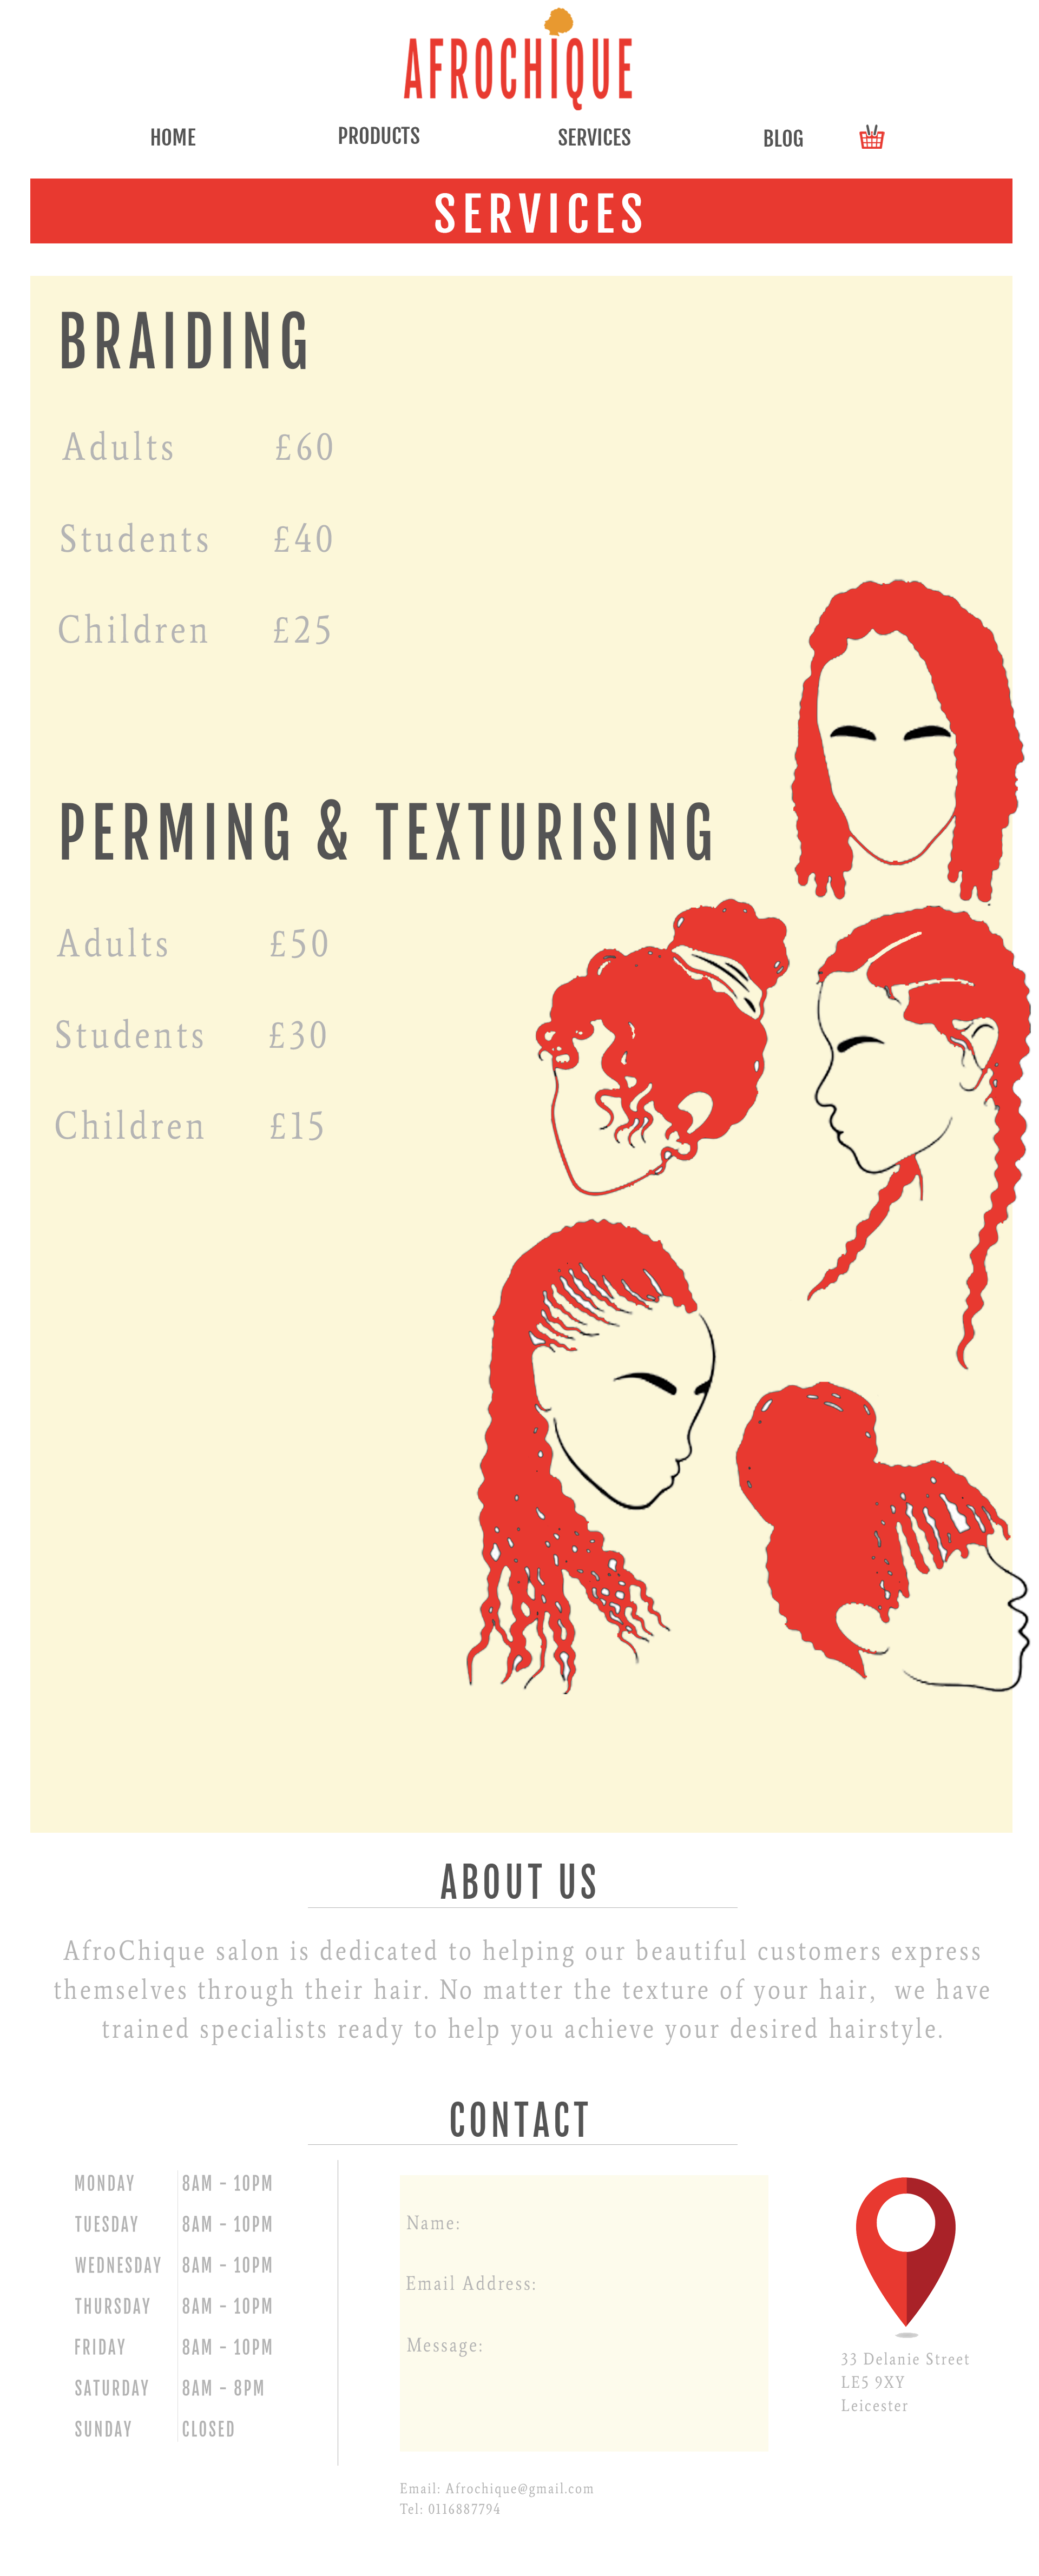 AFROCHIQUE
HOME PRODUCTS SERVICES BLOG
SERVICES
BRAIDING
Adults £60
Students £40
Children £25
PERMING & TEXTURISING
Adults £50
Students £30
Children £15
ABOUT US
AfroChique salon is dedicated to helping our beautiful customers express
themselves through their hair. No matter the texture of your hair, we have
trained specialists ready to help you achieve your desired hairstyle.
CONTACT
MONDAY 8AM - 10PM
TUESDAY 8AM - 10PM
WEDNESDAY 8AM - 10PM
THURSDAY 8AM - 10PM
FRIDAY 8AM - 10PM
SATURDAY 8AM - 8PM
SUNDAY CLOSED
Name:
Email Address:
Message:
Email: Afrochique@gmail.com
Tel: 0116887794
33 Delanie Street
LE5 9XY
Leicester